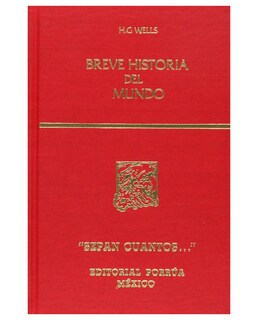 H.G. WELLS
BREVE HISTORIA
DEL
MUNDO
"SEPAN CUANTOS..."
EDITORIAL PORRÚA
MÉXICO